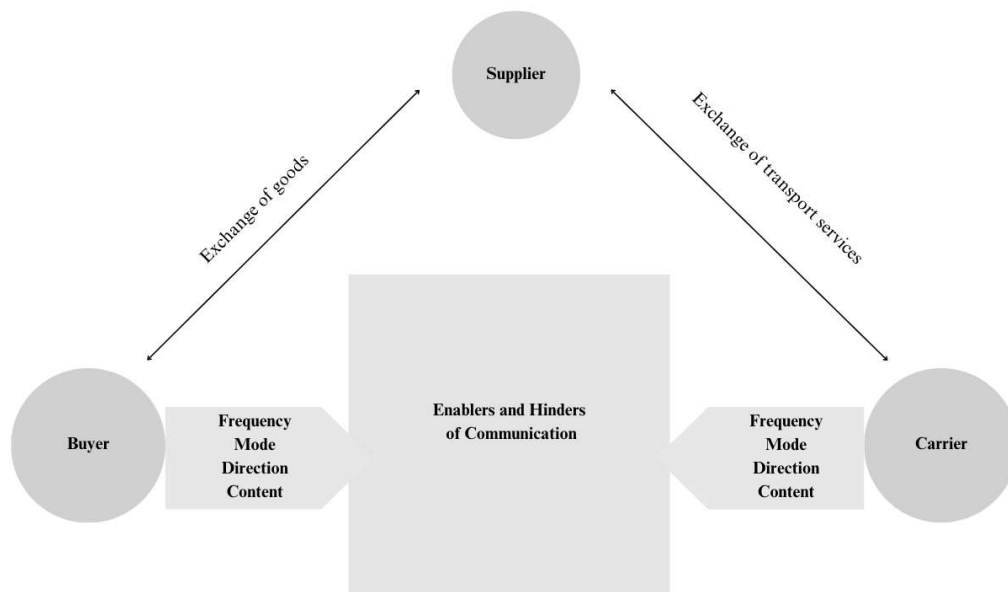 Supplier
Exchange of goods
Exchange of transport services
Enablers and Hinders
of Communication
Buyer
Frequency
Mode
Direction
Content
Frequency
Mode
Direction
Content
Carrier